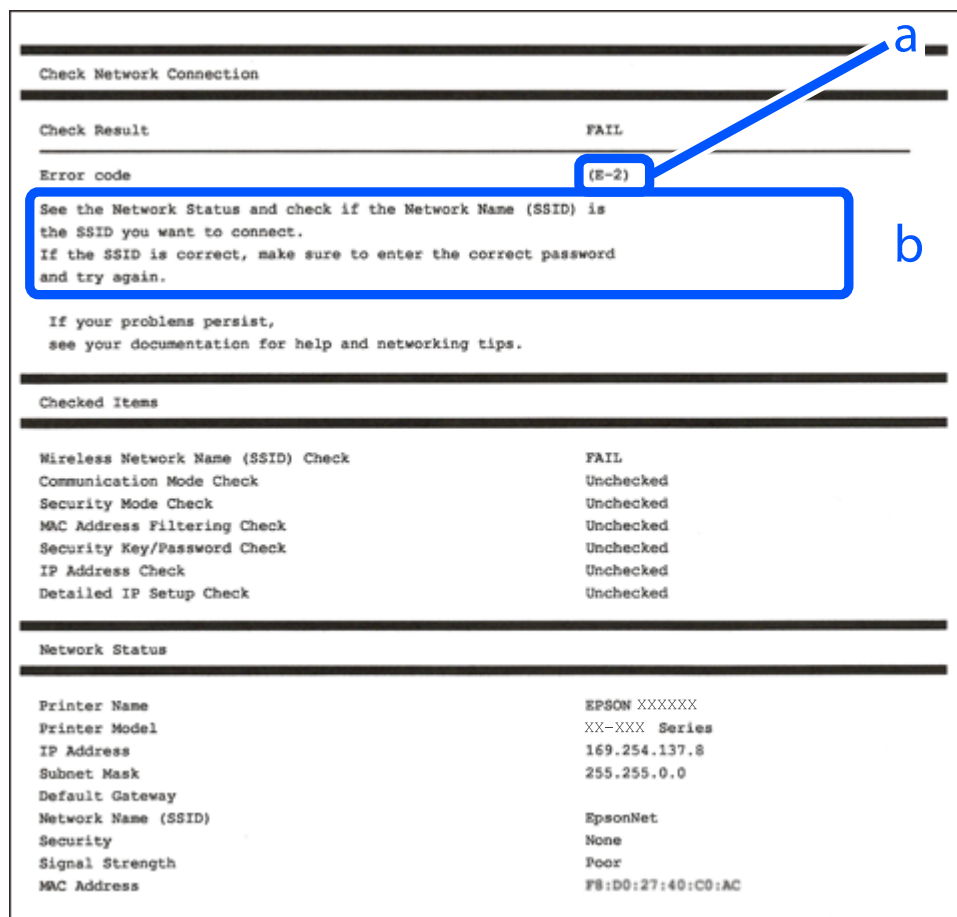 a
Check Network Connection
Check Result FAIL
Error code (E-2)
See the Network Status and check if the Network Name (SSID) is
the SSID you want to connect.
If the SSID is correct, make sure to enter the correct password
and try again.
b
If your problems persist,
see your documentation for help and networking tips.
Checked Items
Wireless Network Name (SSID) Check FAIL
Communication Mode Check Unchecked
Security Mode Check Unchecked
MAC Address Filtering Check Unchecked
Security Key/Password Check Unchecked
IP Address Check Unchecked
Detailed IP Setup Check Unchecked
Network Status
Printer Name EPSON XXXXXX
Printer Model XX-XXX Series
IP Address 169.254.137.8
Subnet Mask 255.255.0.0
Default Gateway
Network Name (SSID) EpsonNet
Security None
Signal Strength Poor
MAC Address F8:D0:27:40:C0:AC